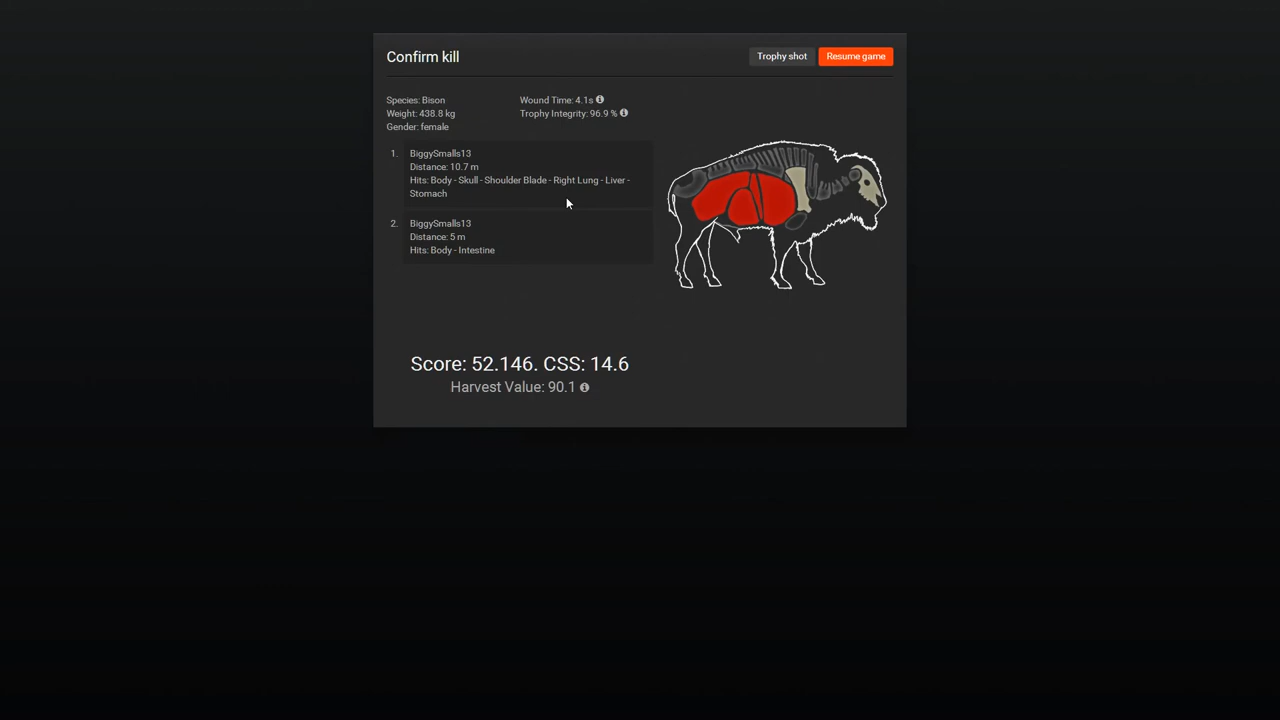 Confirm kill
Trophy shot
Resume game
Species: Bison
Wound Time: 4.1s
Weight: 438.8 kg
Trophy Integrity: 96.9 %
Gender: female
1.
BiggySmalls13
Distance: 10.7 m
Hits: Body - Skull - Shoulder Blade - Right Lung - Liver -
Stomach
2.
BiggySmalls13
Distance: 5 m
Hits: Body - Intestine
Score: 52.146. CSS: 14.6
Harvest Value: 90.1